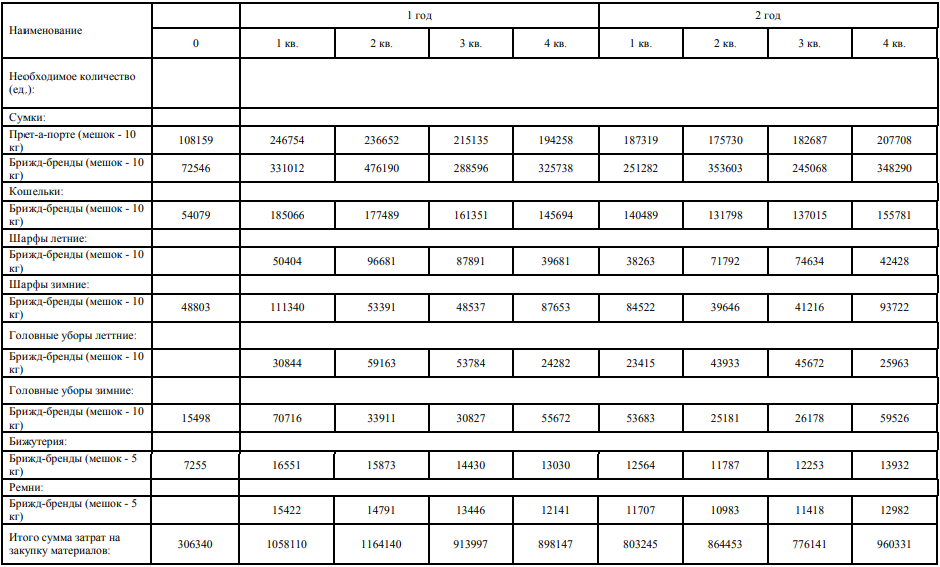 Наименование 1 год 2 год
0 1 кв. 2 кв. 3 кв. 4 кв. 1 кв. 2 кв. 3 кв. 4 кв.
Необходимое количество
(ед.):
Сумки:
Прет-а-порте (мешок - 10
кг) 108159 246754 236652 215135 194258 187319 175730 182687 207708
Брижд-бренды (мешок - 10
кг) 72546 331012 476190 288596 325738 251282 353603 245068 348290
Кошельки:
Брижд-бренды (мешок - 10
кг) 54079 185066 177489 161351 145694 140489 131798 137015 155781
Шарфы летние:
Брижд-бренды (мешок - 10
кг) 50404 96681 87891 39681 38263 71792 74634 42428
Шарфы зимние:
Брижд-бренды (мешок - 10
кг) 48803 111340 53391 48537 87653 84522 39646 41216 93722
Головные уборы леттние:
Брижд-бренды (мешок - 10
кг) 30844 59163 53784 24282 23415 43933 45672 25963
Головные уборы зимние:
Брижд-бренды (мешок - 10
кг) 15498 70716 33911 30827 55672 53683 25181 26178 59526
Бижутерия:
Брижд-бренды (мешок - 5
кг) 7255 16551 15873 14430 13030 12564 11787 12253 13932
Ремни:
Брижд-бренды (мешок - 5
кг) 15422 14791 13446 12141 11707 10983 11418 12982
Итого сумма затрат на
закупку материалов: 306340 1058110 1164140 913997 898147 803245 864453 776141 960331